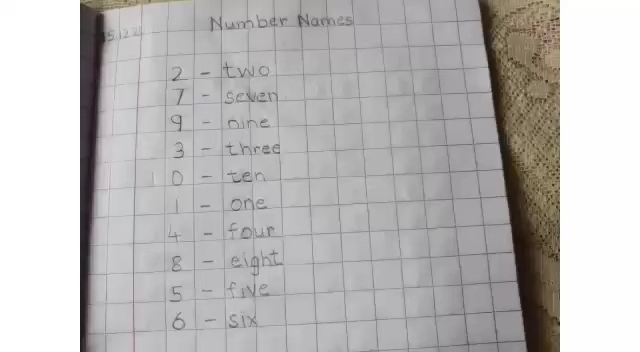 Number Names
2 - two
7 - seven
9 - nine
3 - three
10 - ten
1 - one
4 - four
8 - eight
5 - five
6 - six